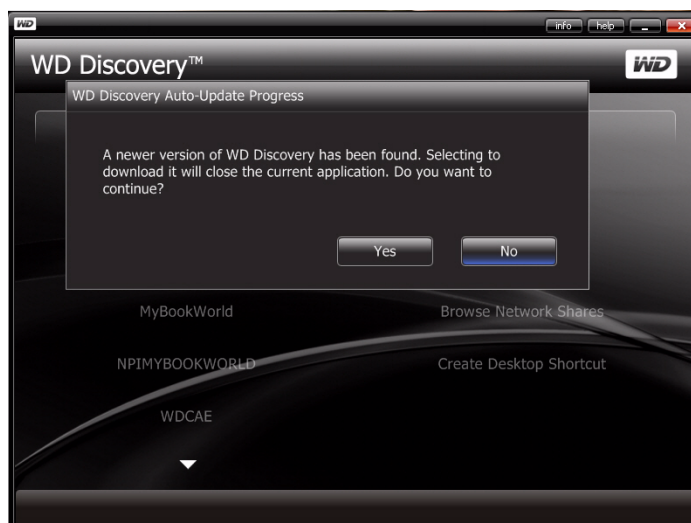 WD
info help
WD Discovery™
WD
WD Discovery Auto-Update Progress
A newer version of WD Discovery has been found. Selecting to
download it will close the current application. Do you want to
continue?
Yes No
MyBookWorld Browse Network Shares
NPIMYBOOKWORLD Create Desktop Shortcut
WDCAE